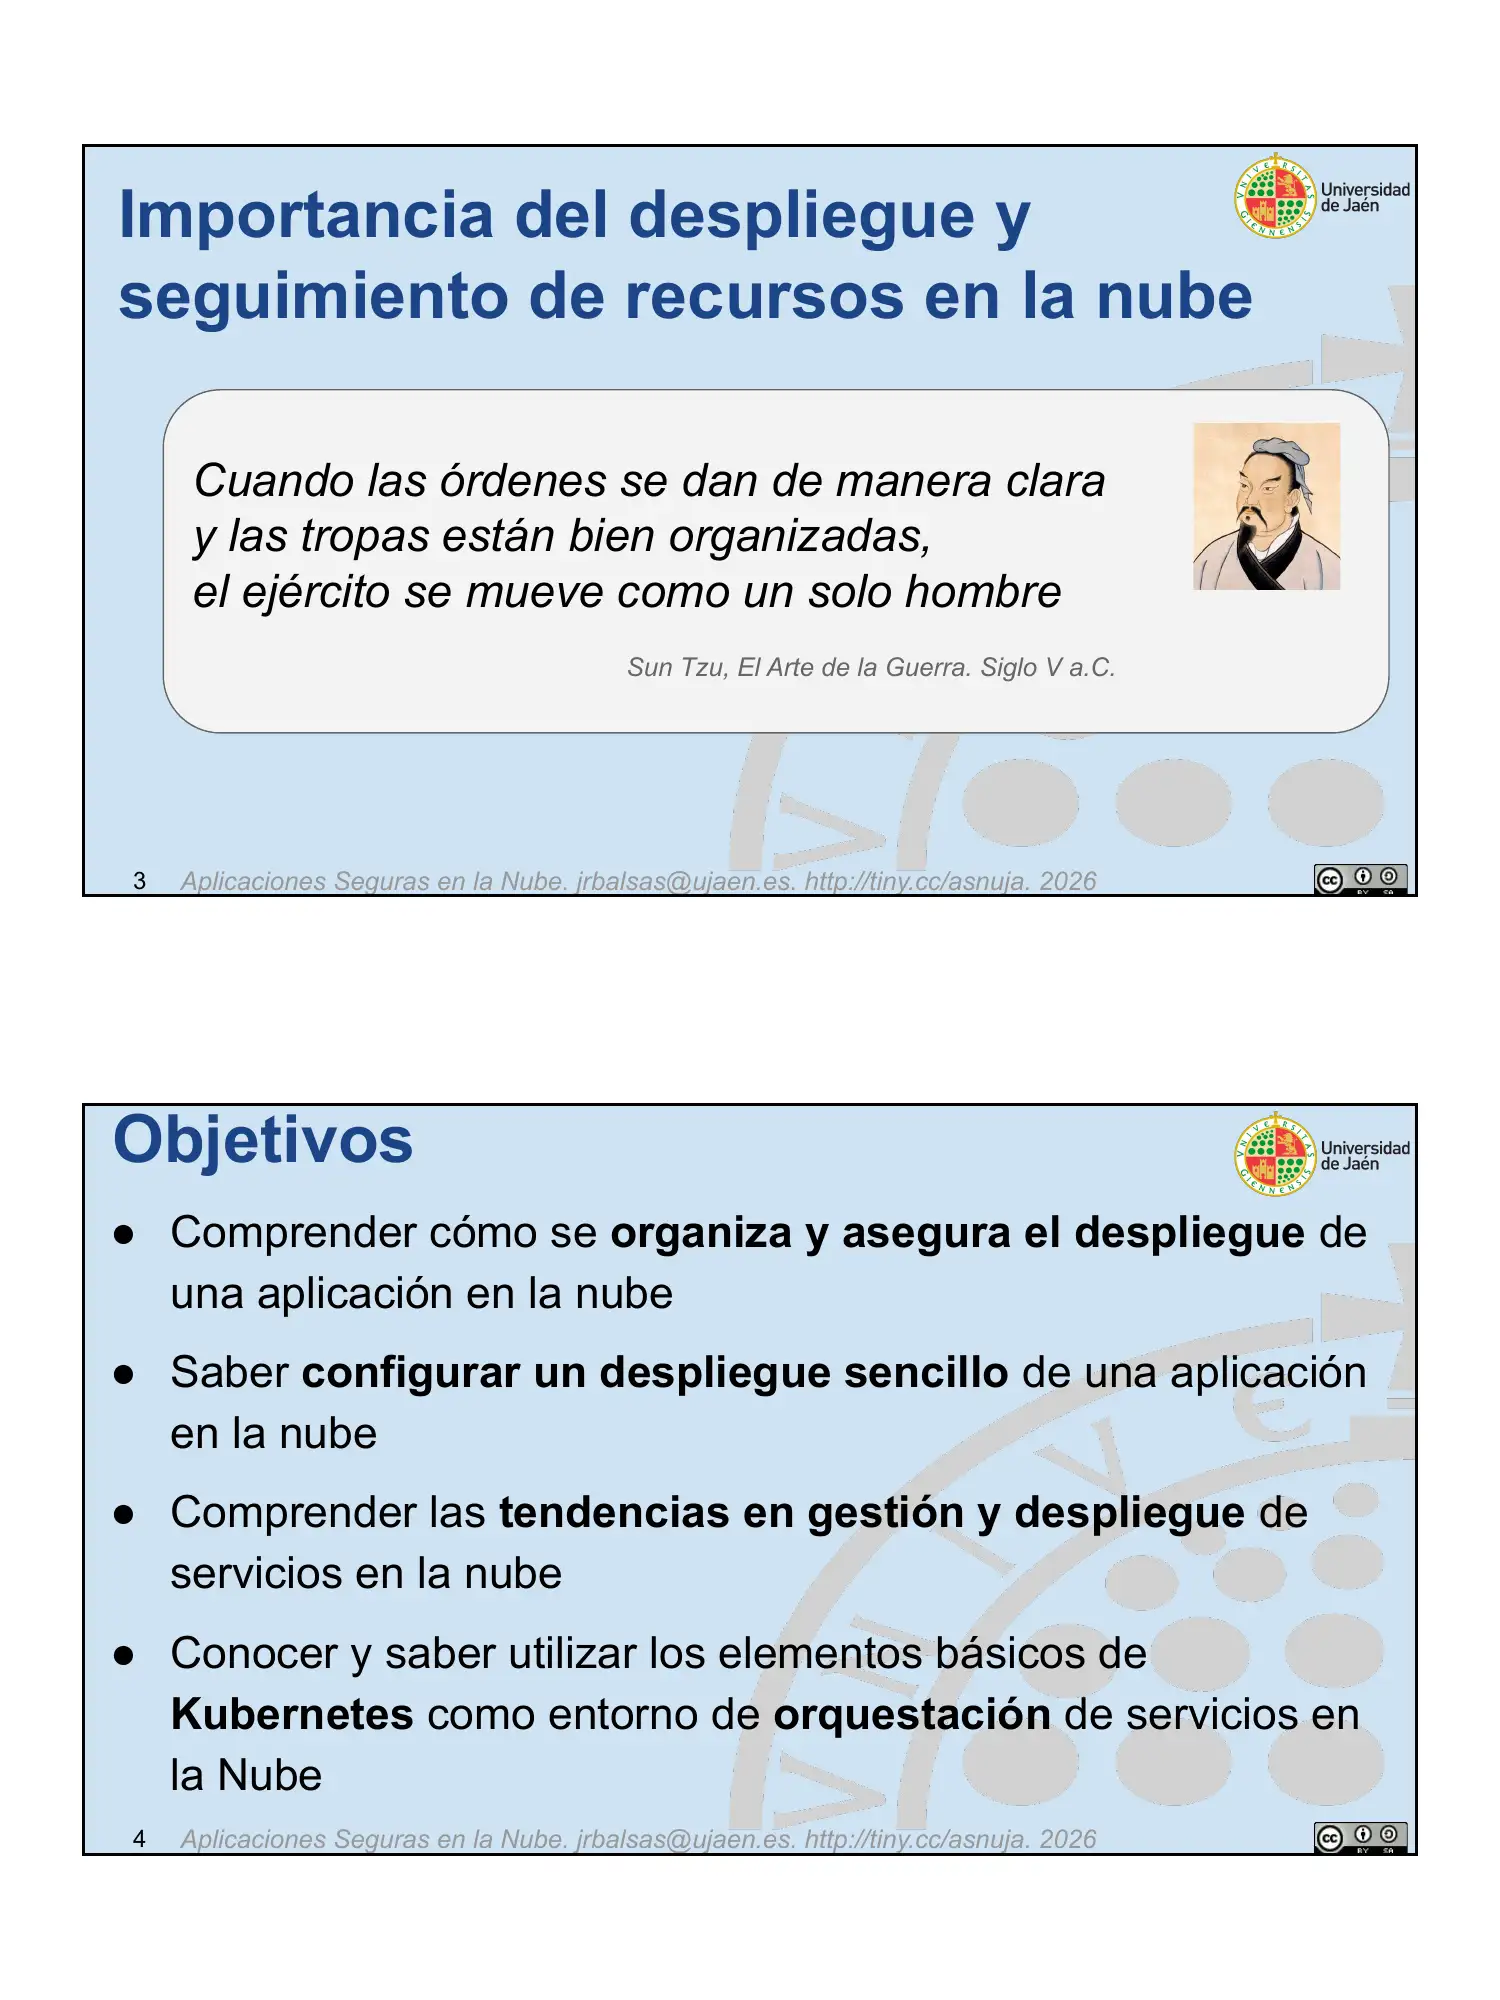 Importancia del despliegue y
seguimiento de recursos en la nube
Universidad
de Jaén
Cuando las órdenes se dan de manera clara
y las tropas están bien organizadas,
el ejército se mueve como un solo hombre
Sun Tzu, El Arte de la Guerra. Siglo V a.C.
3 Aplicaciones Seguras en la Nube. jrbalsas@ujaen.es. http://tiny.cc/asnuja. 2026
cc BY SA
Objetivos
Universidad
de Jaén
● Comprender cómo se organiza y asegura el despliegue de
una aplicación en la nube
● Saber configurar un despliegue sencillo de una aplicación
en la nube
● Comprender las tendencias en gestión y despliegue de
servicios en la nube
● Conocer y saber utilizar los elementos básicos de
Kubernetes como entorno de orquestación de servicios en
la Nube
4 Aplicaciones Seguras en la Nube. jrbalsas@ujaen.es. http://tiny.cc/asnuja. 2026
cc BY SA